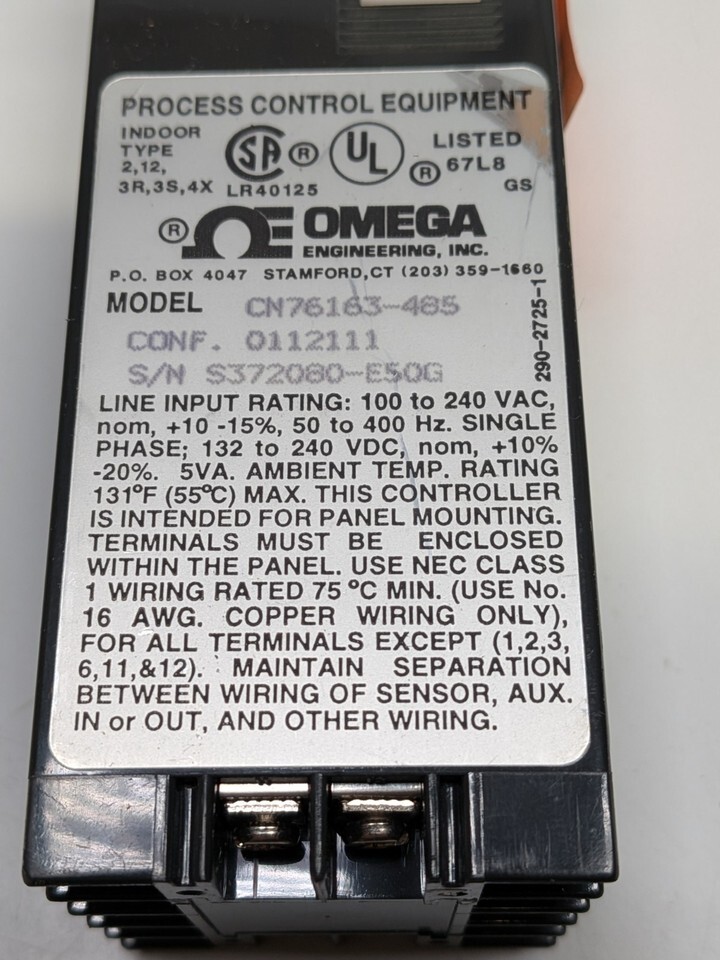 PROCESS CONTROL EQUIPMENT
INDOOR
TYPE
2,12,
3R,3S,4X
SA ®
LR40125
UL ®
LISTED
67L8
GS
® OMEGA
ENGINEERING, INC.
P.O. BOX 4047 STAMFORD,CT (203) 359-1660
MODEL CN76163-485
CONF. 0112111
S/N S372080-E50G
290-2725-1
LINE INPUT RATING: 100 to 240 VAC,
nom, +10 -15%, 50 to 400 Hz. SINGLE
PHASE; 132 to 240 VDC, nom, +10%
-20%. 5VA. AMBIENT TEMP. RATING
131°F (55°C) MAX. THIS CONTROLLER
IS INTENDED FOR PANEL MOUNTING.
TERMINALS MUST BE ENCLOSED
WITHIN THE PANEL. USE NEC CLASS
1 WIRING RATED 75 °C MIN. (USE No.
16 AWG. COPPER WIRING ONLY),
FOR ALL TERMINALS EXCEPT (1,2,3,
6,11,&12). MAINTAIN SEPARATION
BETWEEN WIRING OF SENSOR, AUX.
IN or OUT, AND OTHER WIRING.